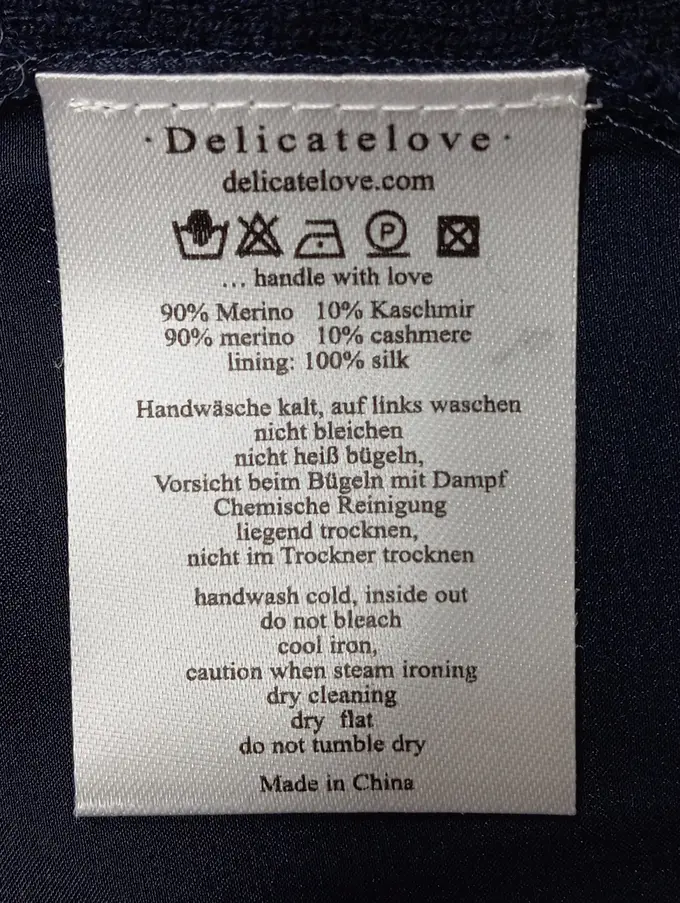 · Delicatelove ·
delicatelove.com
P
... handle with love
90% Merino 10% Kaschmir
90% merino 10% cashmere
lining: 100% silk
Handwäsche kalt, auf links waschen
nicht bleichen
nicht heiß bügeln,
Vorsicht beim Bügeln mit Dampf
Chemische Reinigung
liegend trocknen,
nicht im Trockner trocknen
handwash cold, inside out
do not bleach
cool iron,
caution when steam ironing
dry cleaning
dry flat
do not tumble dry
Made in China